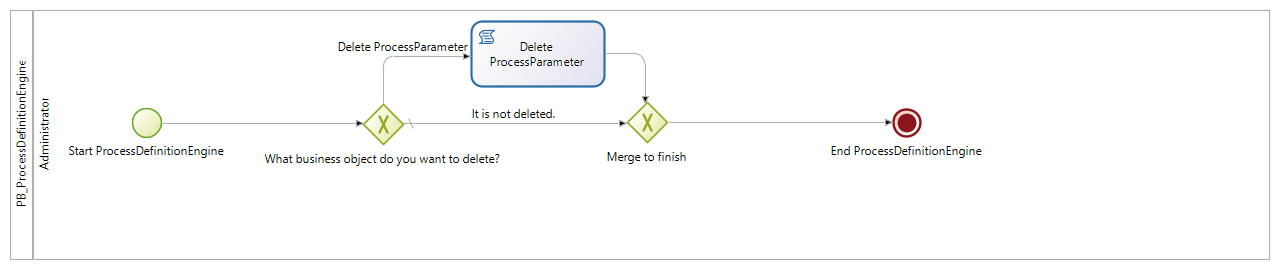 PB_ProcessDefinitionEngine
Administrator
Start ProcessDefinitionEngine
Delete ProcessParameter
What business object do you want to delete?
Delete
ProcessParameter
It is not deleted.
Merge to finish
End ProcessDefinitionEngine